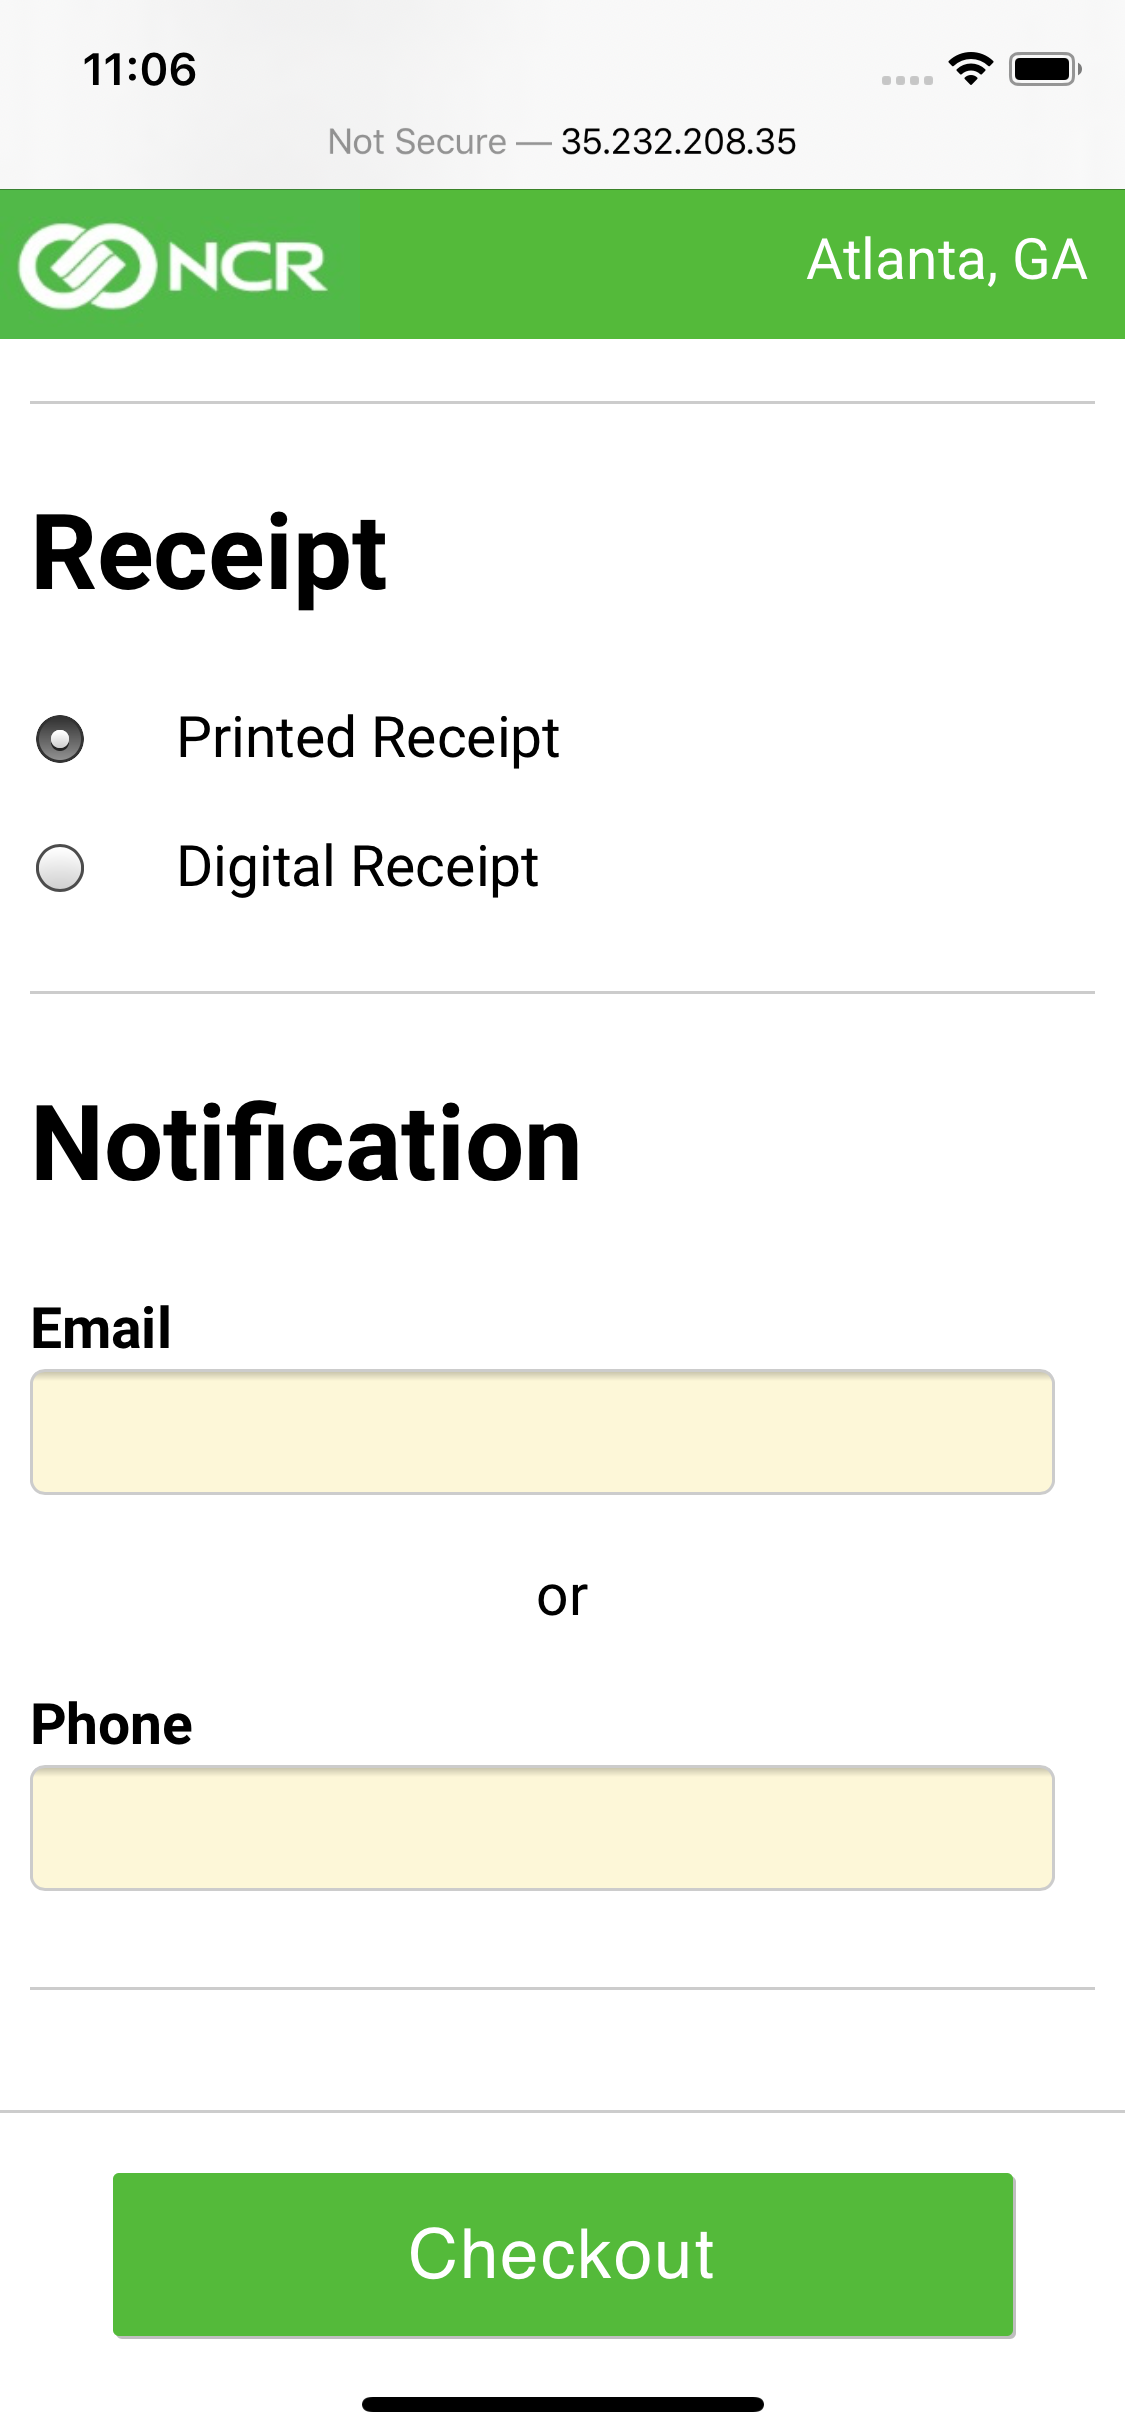 11:06
Not Secure — 35.232.208.35
NCR
Atlanta, GA
Receipt
Printed Receipt
Digital Receipt
Notification
Email
or
Phone
Checkout